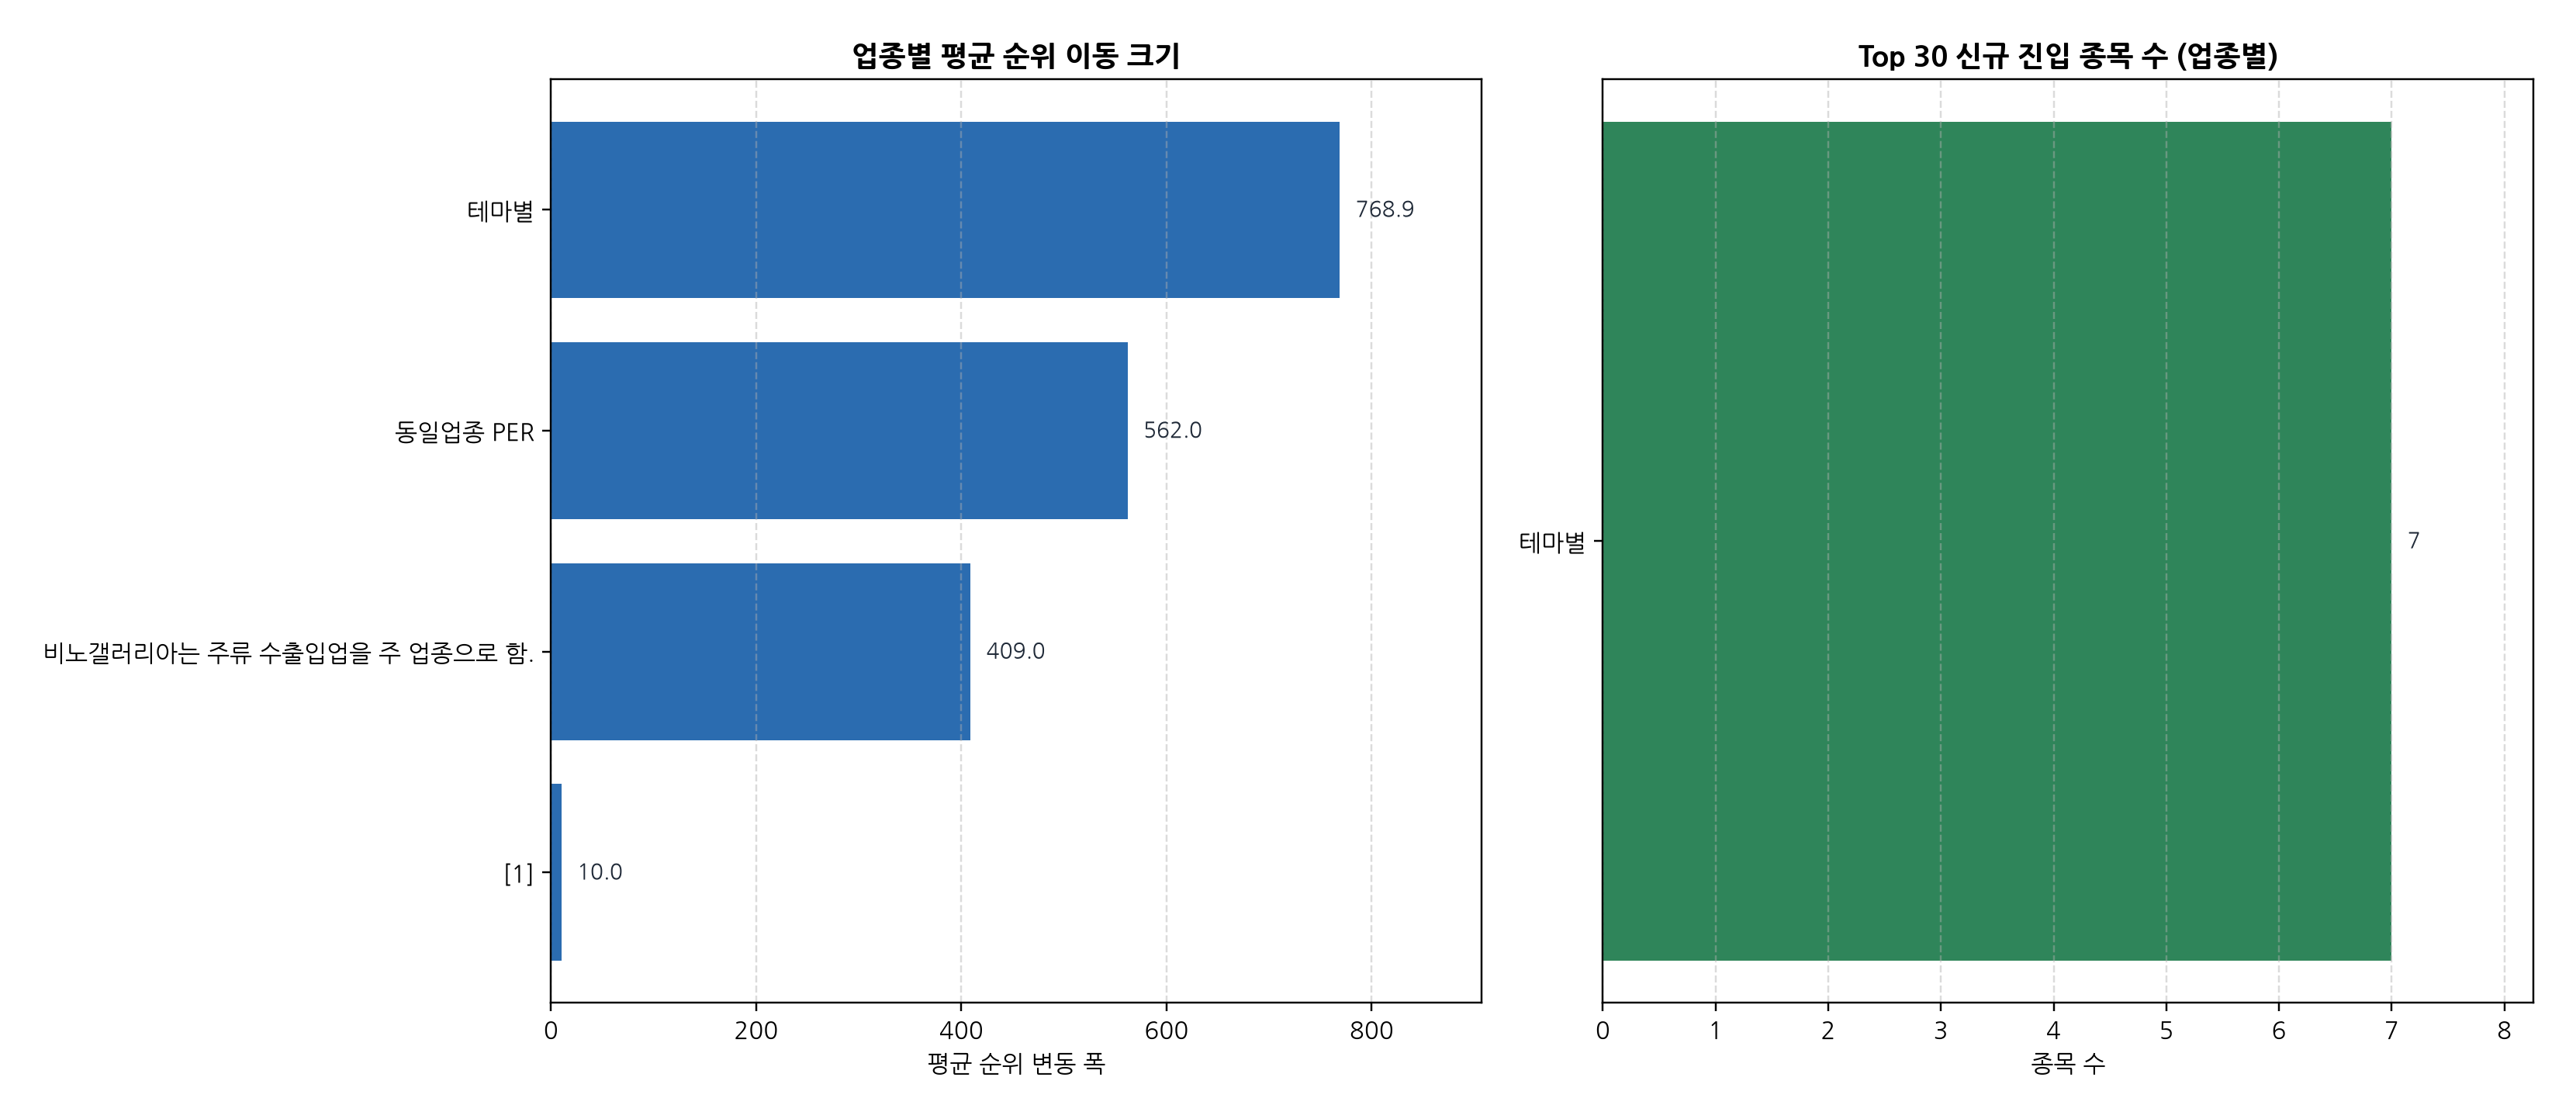 업종별 평균 순위 이동 크기
테마별
768.9
동일업종 PER
562.0
비노갤러리아는 주류 수출입업을 주 업종으로 함.
409.0
[1]
10.0
0 200 400 600 800
평균 순위 변동 폭
Top 30 신규 진입 종목 수 (업종별)
테마별
7
0 1 2 3 4 5 6 7 8
종목 수